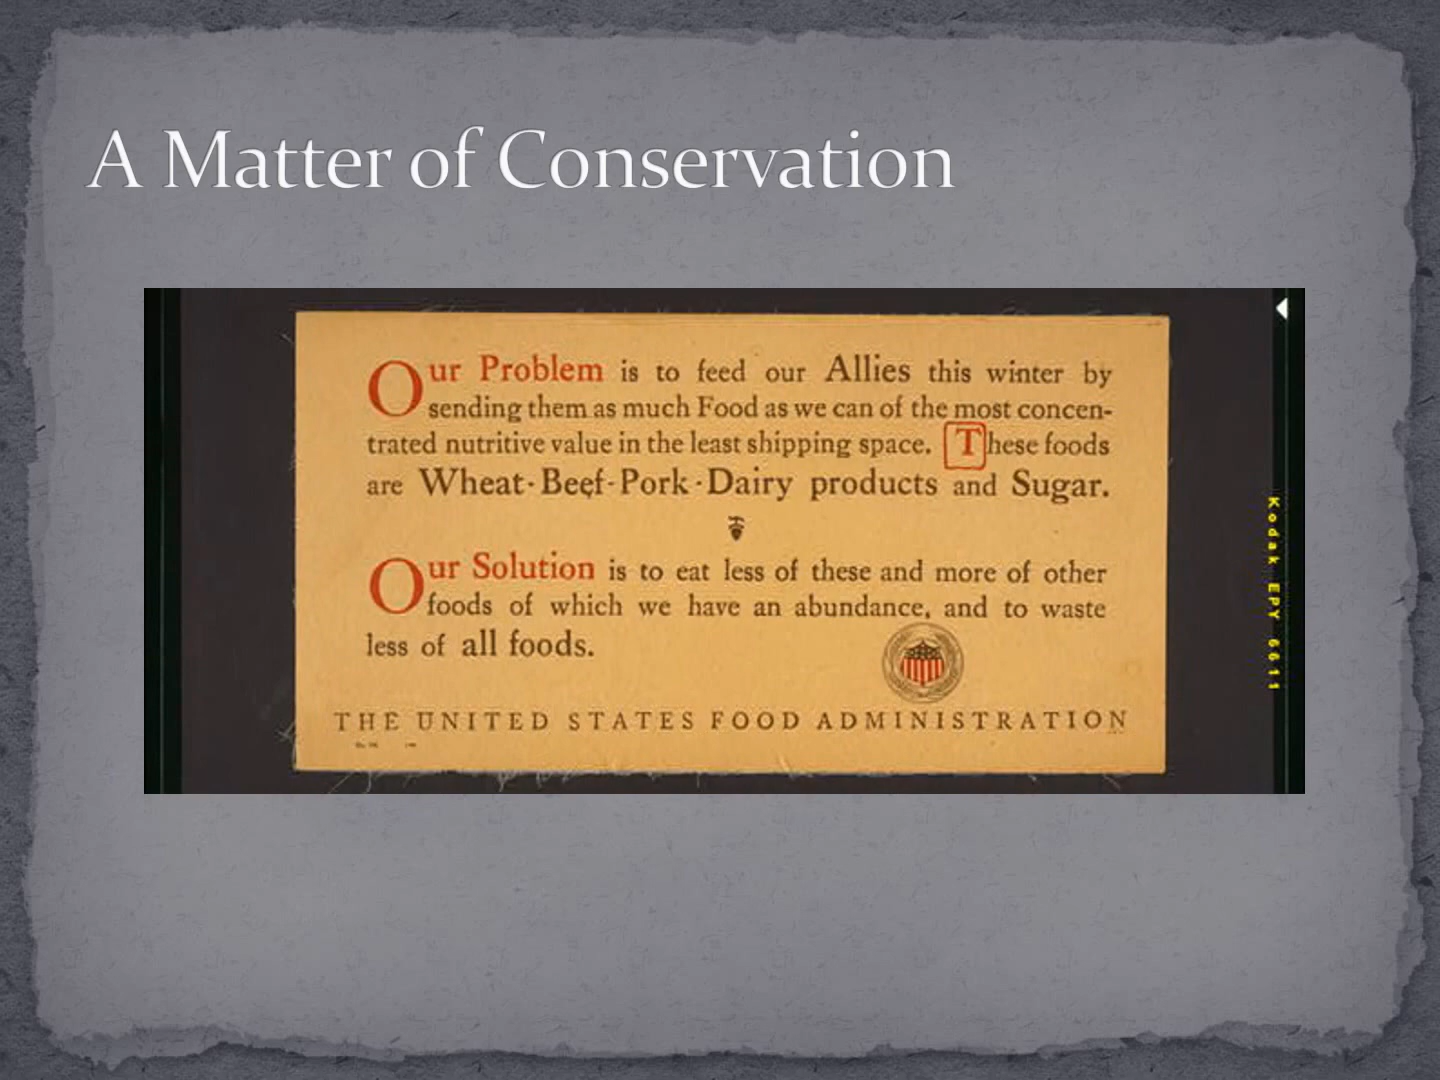 A Matter of Conservation
Our Problem is to feed our Allies this winter by
sending them as much Food as we can of the most concen-
trated nutritive value in the least shipping space. These foods
are Wheat · Beef · Pork · Dairy products and Sugar.
Our Solution is to eat less of these and more of other
foods of which we have an abundance, and to waste
less of all foods.
THE UNITED STATES FOOD ADMINISTRATION
Kodak EPY 6611